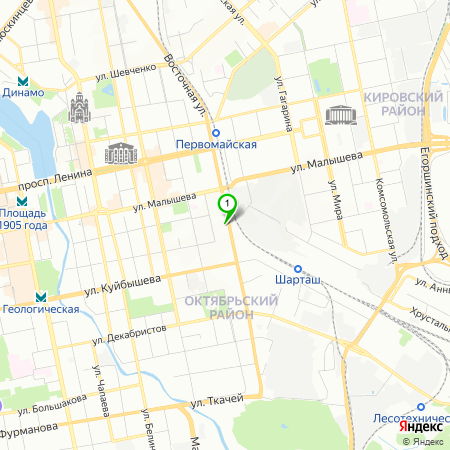 ул. Шевченко
Восточная ул.
ул. Гагарина
Динамо
КИРОВСКИЙ
РАЙОН
Первомайская
просп. Ленина
ул. Малышева
ул. Малышева
Егоршинский подход
Комсомольская ул.
ул. Мира
Площадь
1905 года
1
Шарташ
ул. Куйбышева
Геологическая
ОКТЯБРЬСКИЙ
РАЙОН
ул. Декабристов
ул. Чапаева
ул. Ткачей
ул. Большакова
Фурманова
Лесотехническ
Яндекс
© Яндекс